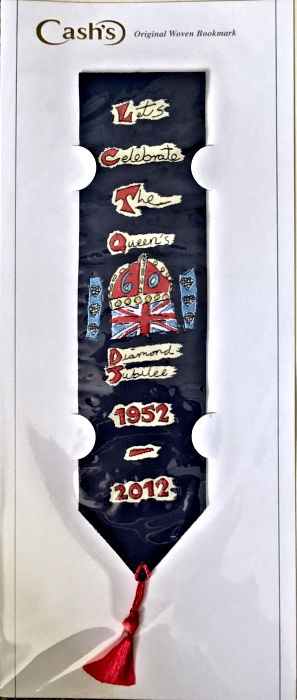 Cash's Original Woven Bookmark
Let's
Celebrate
The
Queen's
60
Diamond
Jubilee
1952
-
2012